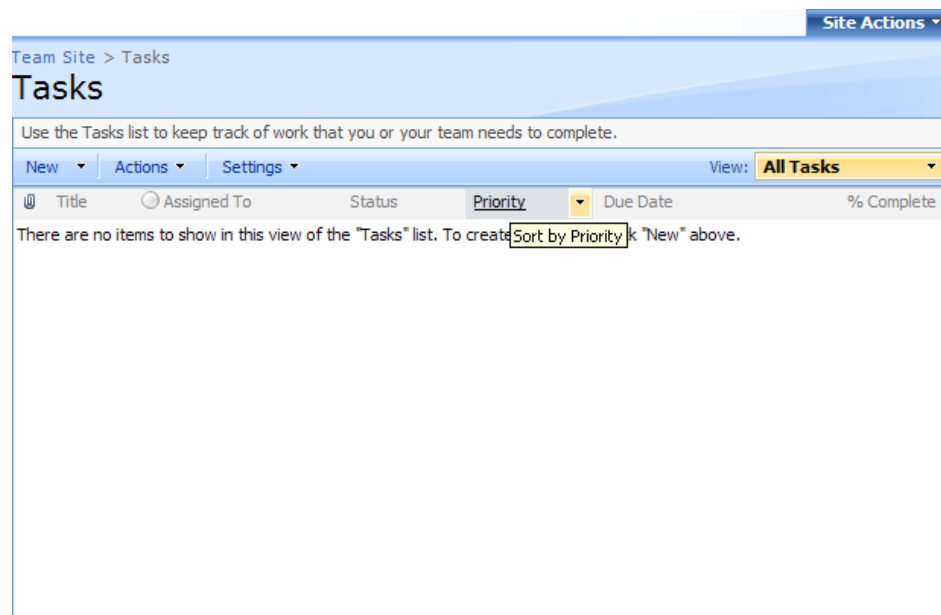 Site Actions
Team Site > Tasks
Tasks
Use the Tasks list to keep track of work that you or your team needs to complete.
New Actions Settings View: All Tasks
Title Assigned To Status Priority Due Date % Complete
There are no items to show in this view of the "Tasks" list. To create "New" above.
Sort by Priority